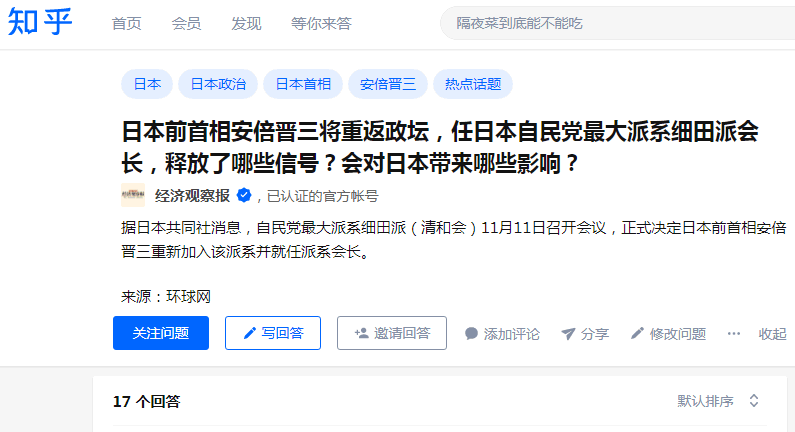 知乎 首页 会员 发现 等你来答 隔夜菜到底能不能吃
日本 日本政治 日本首相 安倍晋三 热点话题
日本前首相安倍晋三将重返政坛，任日本自民党最大派系细田派会
长，释放了哪些信号？会对日本带来哪些影响？
经济观察报 ，已认证的官方帐号
据日本共同社消息，自民党最大派系细田派（清和会）11月11日召开会议，正式决定日本前首相安倍
晋三重新加入该派系并就任派系会长。
来源：环球网
关注问题 写回答 邀请回答 添加评论 分享 修改问题 ··· 收起
17 个回答 默认排序